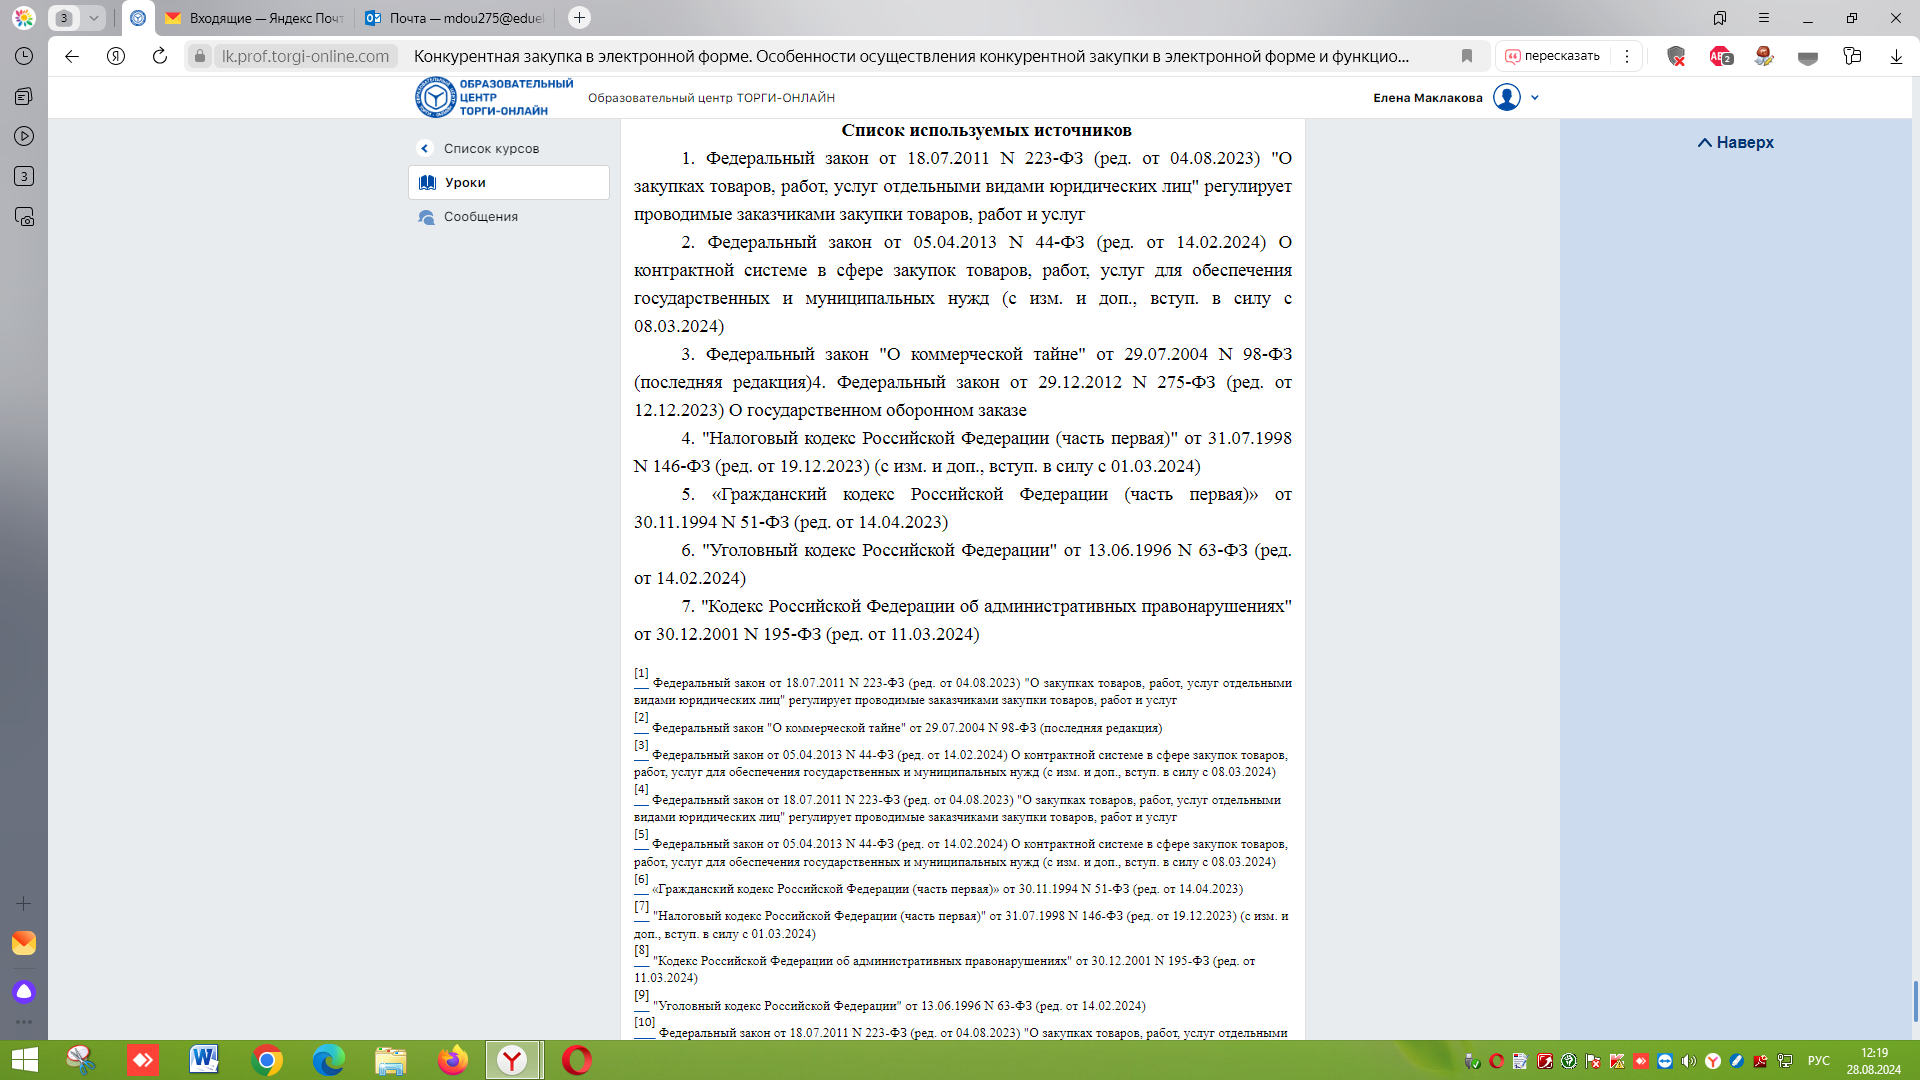 3
Входящие — Яндекс Почт
Почта — mdou275@edue
lk.prof.torgi-online.com
Конкурентная закупка в электронной форме. Особенности осуществления конкурентной закупки в электронной форме и функцио...
пересказать
2
ОБРАЗОВАТЕЛЬНЫЙ
ЦЕНТР
ТОРГИ-ОНЛАЙН
Образовательный центр ТОРГИ-ОНЛАЙН
Елена Маклакова
Список курсов
Уроки
Сообщения
3
Наверх
Список используемых источников
1. Федеральный закон от 18.07.2011 N 223-ФЗ (ред. от 04.08.2023) "О
закупках товаров, работ, услуг отдельными видами юридических лиц" регулирует
проводимые заказчиками закупки товаров, работ и услуг
2. Федеральный закон от 05.04.2013 N 44-ФЗ (ред. от 14.02.2024) О
контрактной системе в сфере закупок товаров, работ, услуг для обеспечения
государственных и муниципальных нужд (с изм. и доп., вступ. в силу с
08.03.2024)
3. Федеральный закон "О коммерческой тайне" от 29.07.2004 N 98-ФЗ
(последняя редакция)4. Федеральный закон от 29.12.2012 N 275-ФЗ (ред. от
12.12.2023) О государственном оборонном заказе
4. "Налоговый кодекс Российской Федерации (часть первая)" от 31.07.1998
N 146-ФЗ (ред. от 19.12.2023) (с изм. и доп., вступ. в силу с 01.03.2024)
5. «Гражданский кодекс Российской Федерации (часть первая)» от
30.11.1994 N 51-ФЗ (ред. от 14.04.2023)
6. "Уголовный кодекс Российской Федерации" от 13.06.1996 N 63-ФЗ (ред.
от 14.02.2024)
7. "Кодекс Российской Федерации об административных правонарушениях"
от 30.12.2001 N 195-ФЗ (ред. от 11.03.2024)
[1] Федеральный закон от 18.07.2011 N 223-ФЗ (ред. от 04.08.2023) "О закупках товаров, работ, услуг отдельными
видами юридических лиц" регулирует проводимые заказчиками закупки товаров, работ и услуг
[2] Федеральный закон "О коммерческой тайне" от 29.07.2004 N 98-ФЗ (последняя редакция)
[3] Федеральный закон от 05.04.2013 N 44-ФЗ (ред. от 14.02.2024) О контрактной системе в сфере закупок товаров,
работ, услуг для обеспечения государственных и муниципальных нужд (с изм. и доп., вступ. в силу с 08.03.2024)
[4] Федеральный закон от 18.07.2011 N 223-ФЗ (ред. от 04.08.2023) "О закупках товаров, работ, услуг отдельными
видами юридических лиц" регулирует проводимые заказчиками закупки товаров, работ и услуг
[5] Федеральный закон от 05.04.2013 N 44-ФЗ (ред. от 14.02.2024) О контрактной системе в сфере закупок товаров,
работ, услуг для обеспечения государственных и муниципальных нужд (с изм. и доп., вступ. в силу с 08.03.2024)
[6] «Гражданский кодекс Российской Федерации (часть первая)» от 30.11.1994 N 51-ФЗ (ред. от 14.04.2023)
[7] "Налоговый кодекс Российской Федерации (часть первая)" от 31.07.1998 N 146-ФЗ (ред. от 19.12.2023) (с изм. и
доп., вступ. в силу с 01.03.2024)
[8] "Кодекс Российской Федерации об административных правонарушениях" от 30.12.2001 N 195-ФЗ (ред. от
11.03.2024)
[9] "Уголовный кодекс Российской Федерации" от 13.06.1996 N 63-ФЗ (ред. от 14.02.2024)
[10] Федеральный закон от 18.07.2011 N 223-ФЗ (ред. от 04.08.2023) "О закупках товаров, работ, услуг отдельными
РУС
12:19
28.08.2024